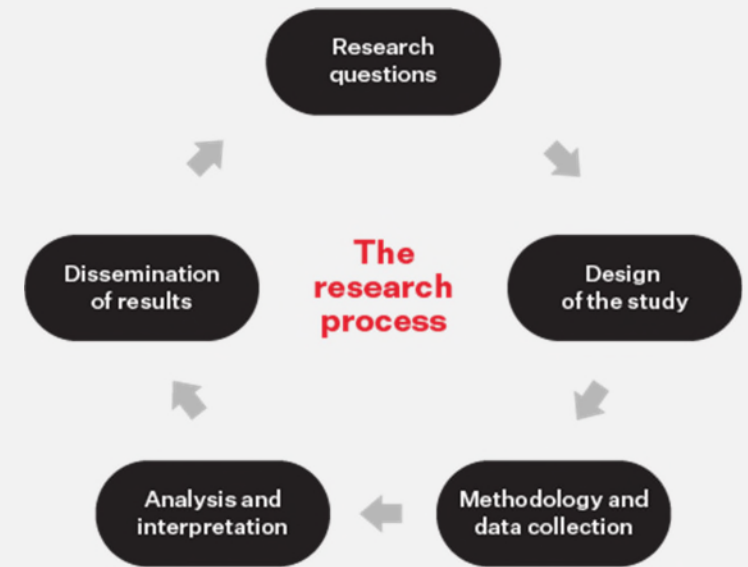 Research
questions
Design
of the study
Methodology and
data collection
Analysis and
interpretation
Dissemination
of results
The
research
process